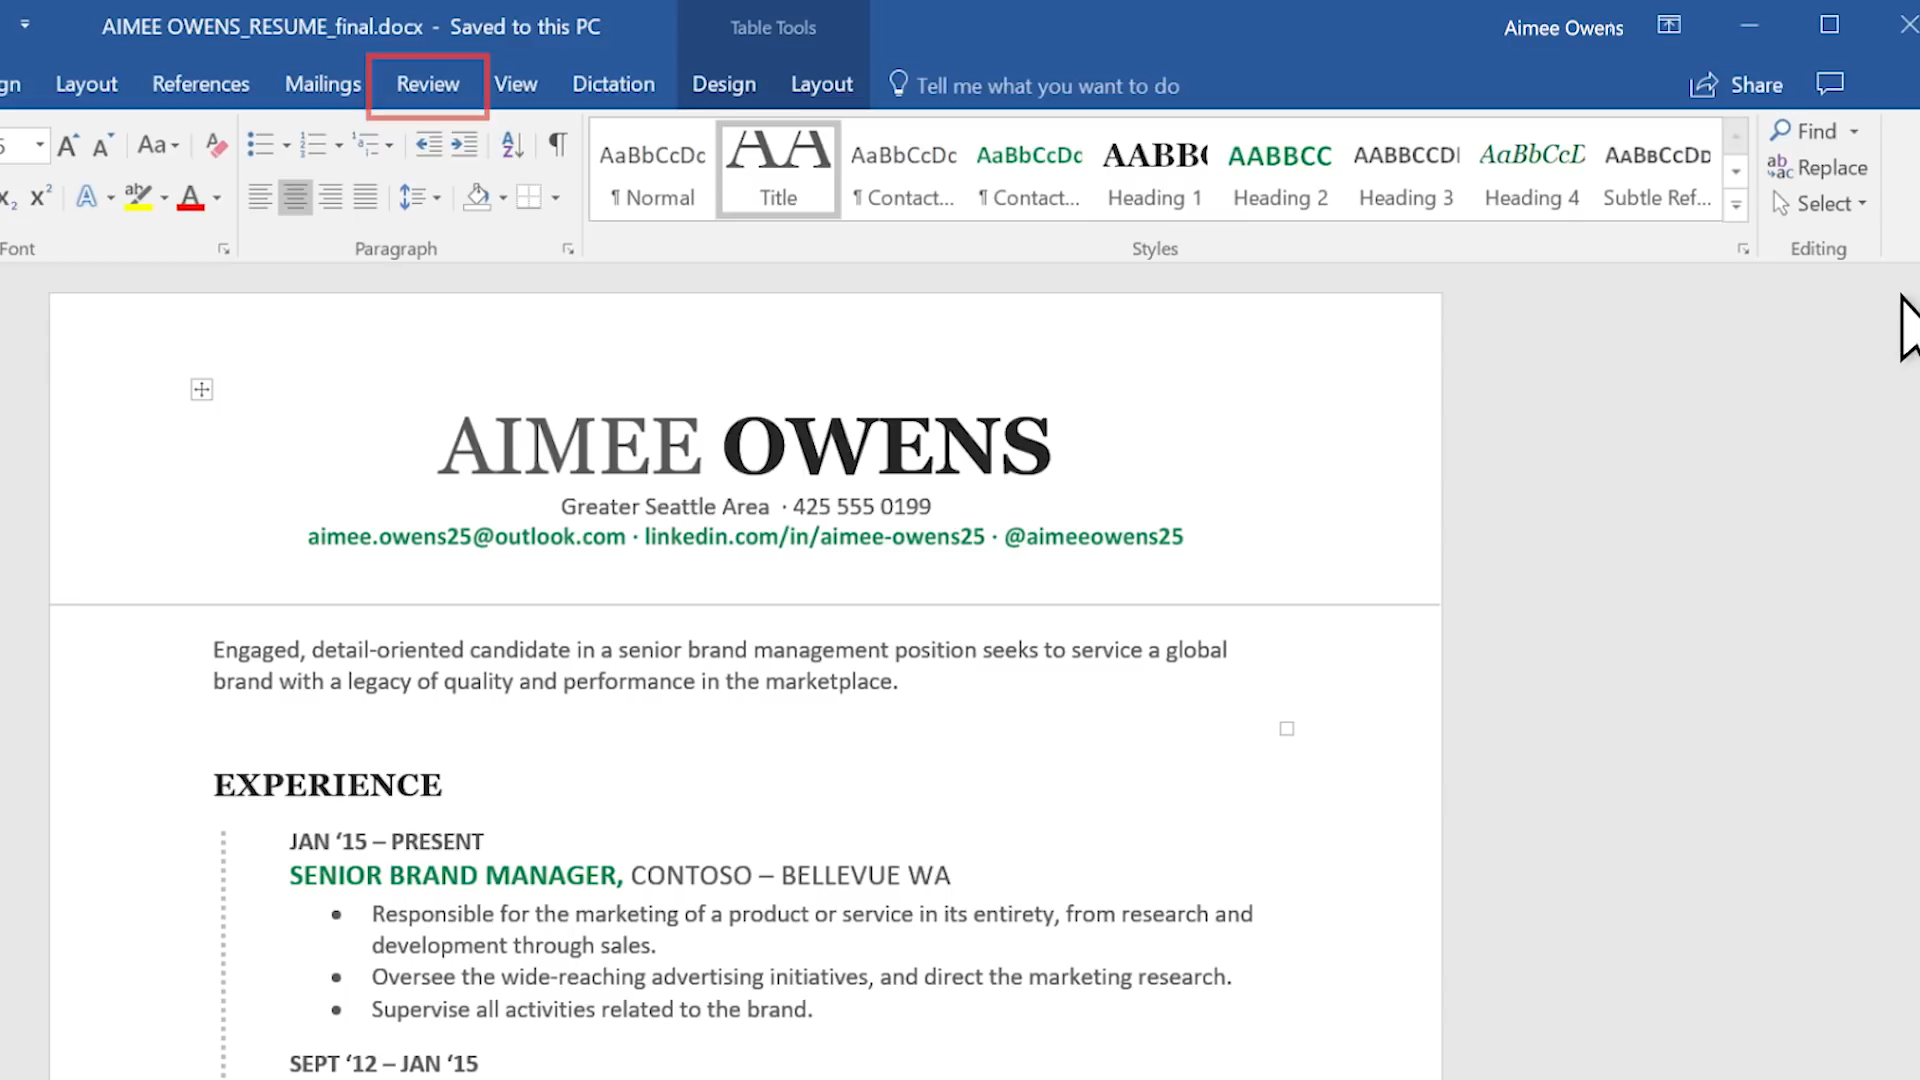 AIMEE OWENS_RESUME_final.docx - Saved to this PC
Table Tools
Aimee Owens
gn Layout References Mailings Review View Dictation Design Layout Tell me what you want to do Share
Aa
AaBbCcDc AA AaBbCcDc AaBbCcDc AABB( AABBCC AABBCCDI AaBbCcD AaBbCcDd
¶ Normal Title ¶ Contact... ¶ Contact... Heading 1 Heading 2 Heading 3 Heading 4 Subtle Ref...
Find
Replace
Select
Font Paragraph Styles Editing
AIMEE OWENS
Greater Seattle Area · 425 555 0199
aimee.owens25@outlook.com · linkedin.com/in/aimee-owens25 · @aimeeowens25
Engaged, detail-oriented candidate in a senior brand management position seeks to service a global
brand with a legacy of quality and performance in the marketplace.
EXPERIENCE
JAN ‘15 – PRESENT
SENIOR BRAND MANAGER, CONTOSO – BELLEVUE WA
• Responsible for the marketing of a product or service in its entirety, from research and
development through sales.
• Oversee the wide-reaching advertising initiatives, and direct the marketing research.
• Supervise all activities related to the brand.
SEPT ‘12 – JAN ‘15